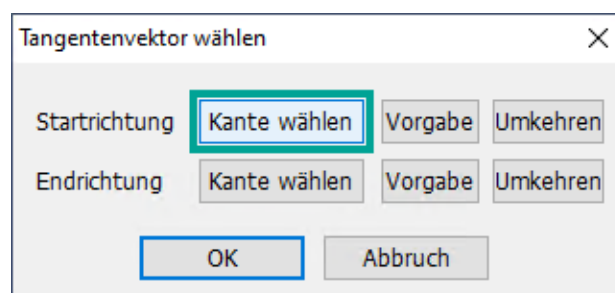 Tangentenvektor wählen
Startrichtung Kante wählen Vorgabe Umkehren
Endrichtung Kante wählen Vorgabe Umkehren
OK Abbruch